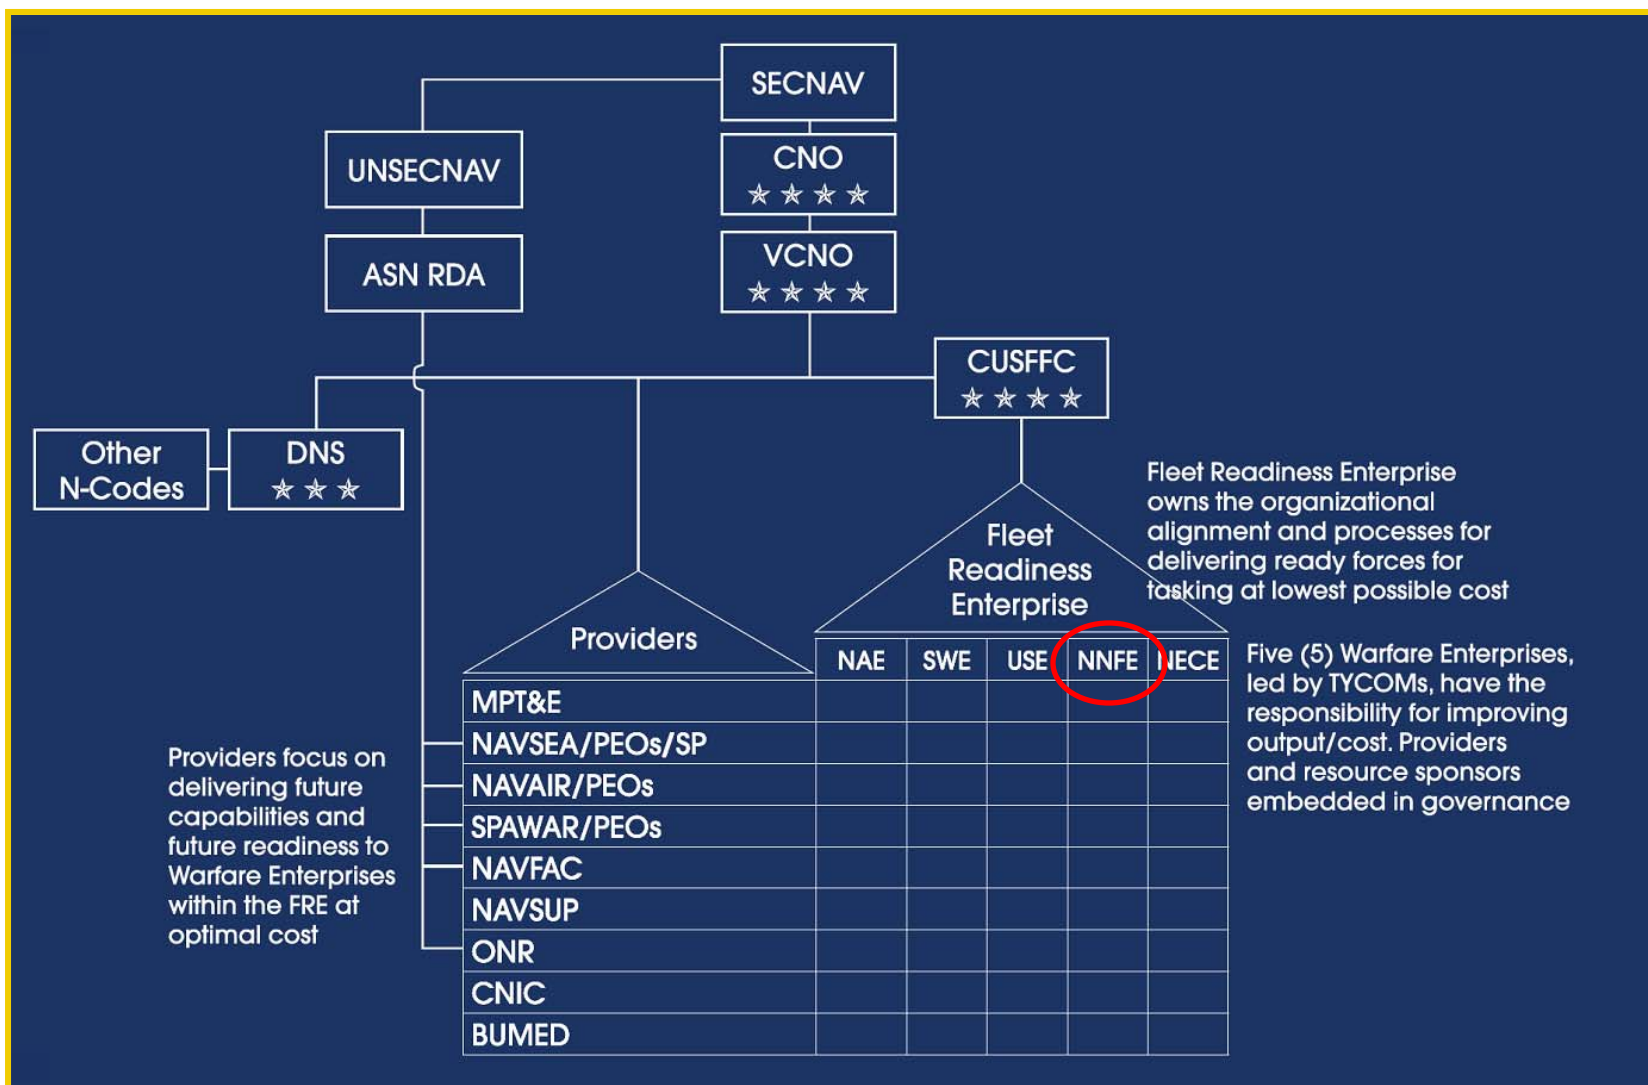 SECNAV
UNSECNAV
CNO
ASN RDA
VCNO
CUSFFC
Other
N-Codes
DNS
Fleet Readiness Enterprise
owns the organizational
alignment and processes for
delivering ready forces for
tasking at lowest possible cost
Fleet
Readiness
Enterprise
Providers
NAE SWE USE NNFE NECE
Five (5) Warfare Enterprises,
led by TYCOMs, have the
responsibility for improving
output/cost. Providers
and resource sponsors
embedded in governance
Providers focus on
delivering future
capabilities and
future readiness to
Warfare Enterprises
within the FRE at
optimal cost
MPT&E
NAVSEA/PEOs/SP
NAVAIR/PEOs
SPAWAR/PEOs
NAVFAC
NAVSUP
ONR
CNIC
BUMED